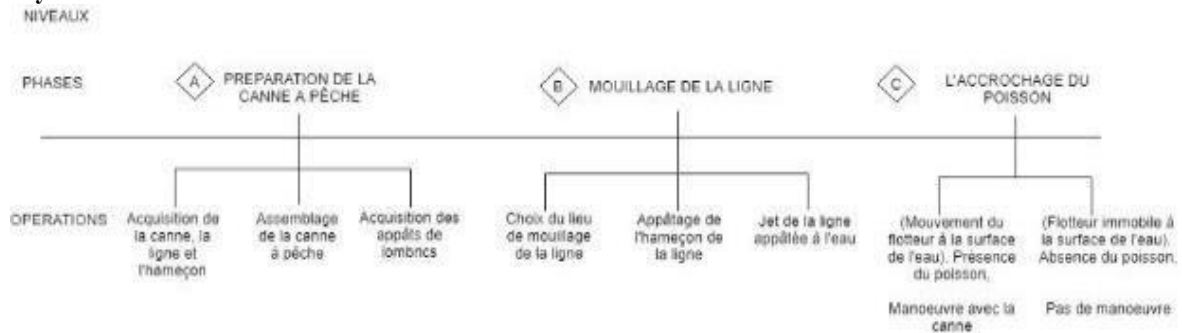 NIVEAUX
PHASES
A
PREPARATION DE LA
CANNE A PÊCHE
B
MOUILLAGE DE LA LIGNE
C
L'ACCROCHAGE DU
POISSON
OPERATIONS
Acquisition de
la canne, la
ligne et
l'hameçon
Assemblage
de la canne
à pêche
Acquisition des
appâts de
lombrics
Choix du lieu
de mouillage
de la ligne
Appâtage de
l'hameçon de
la ligne
Jet de la ligne
appâtée à l'eau
(Mouvement du
flotteur à la surface
de l'eau). Présence
du poisson.
Manoeuvre avec la
canne
(Flotteur immobile à
la surface de l'eau).
Absence du poisson.
Pas de manoeuvre